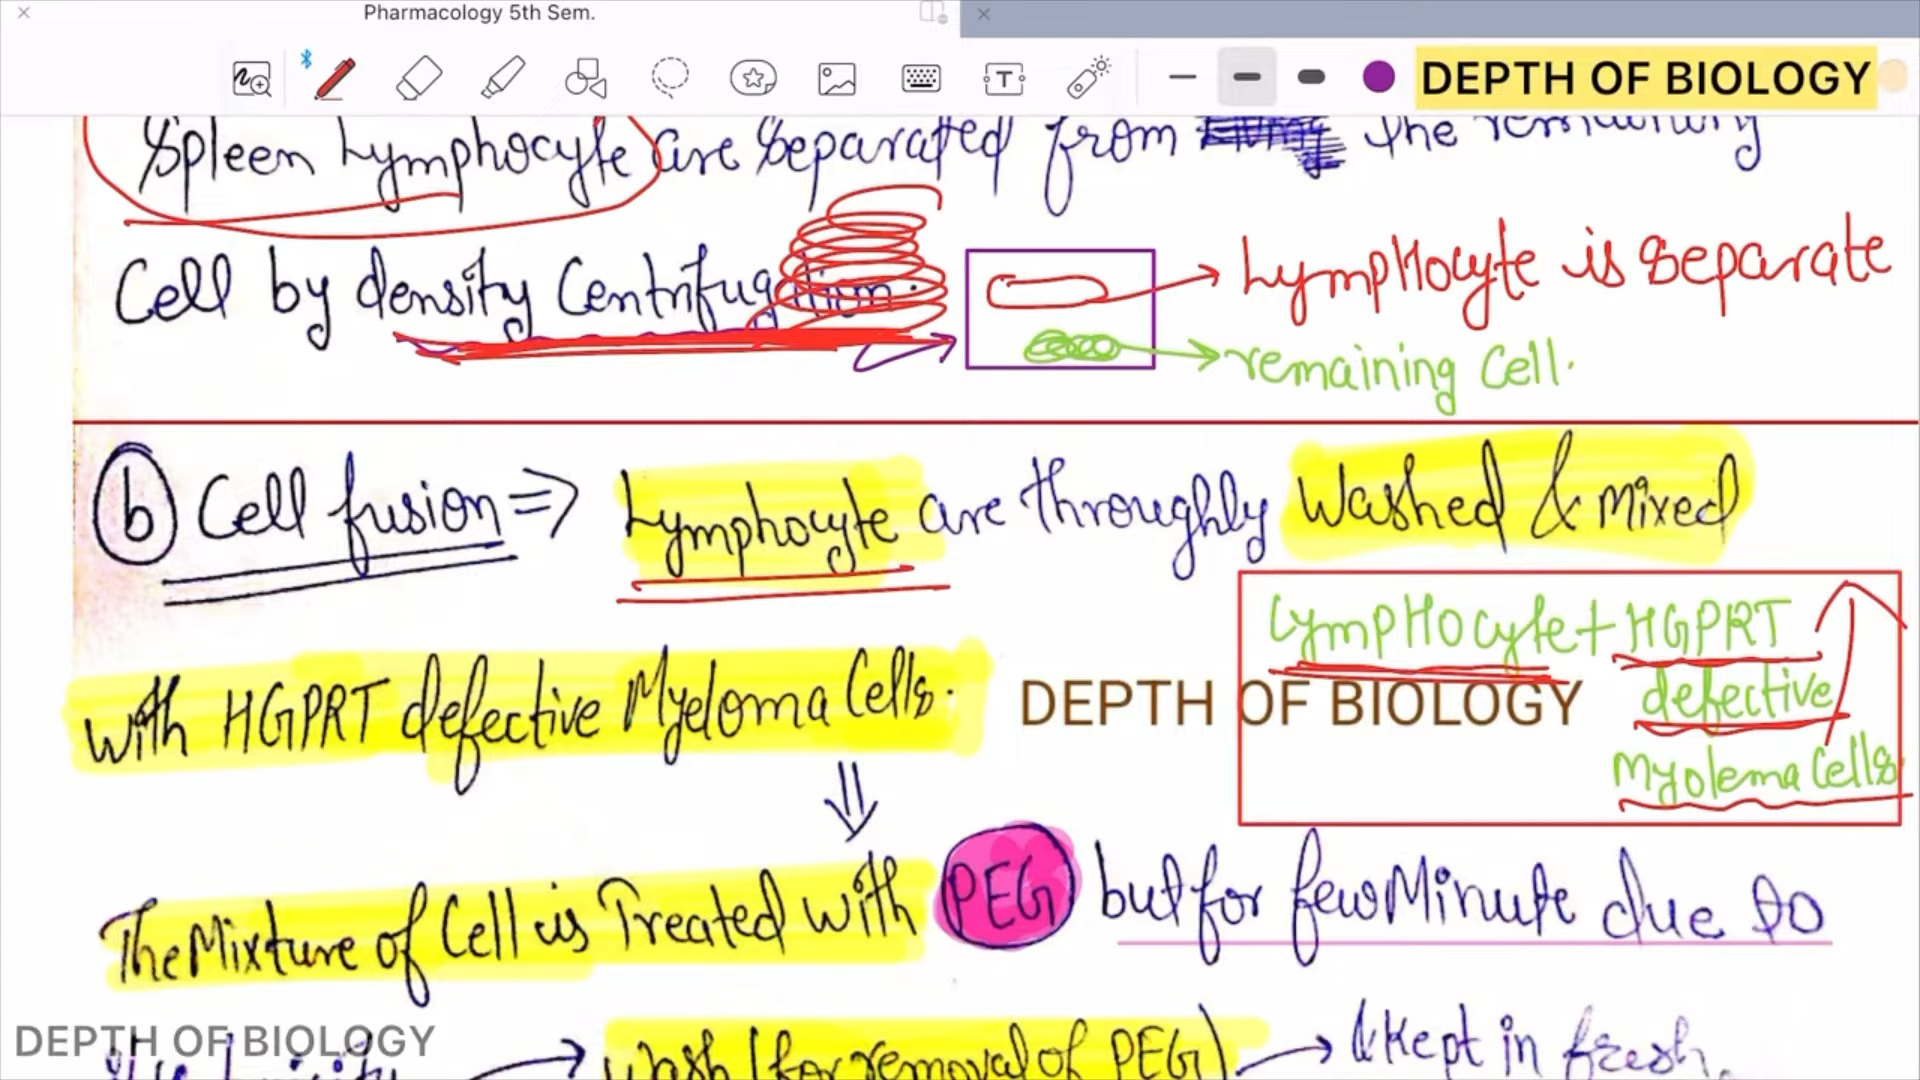 Pharmacology 5th Sem.
DEPTH OF BIOLOGY
Spleen Lymphocyte are separated from the remaining
Cell by density Centrifugation.
LympHocyte is separate
remaining Cell.
b Cell fusion => Lymphocyte are throughly Washed & Mixed
with HGPRT defective Myeloma Cells.
LympHocyte + HGPRT
defective
Myolema Cells.
DEPTH OF BIOLOGY
The Mixture of Cell is Treated with PEG but for few Minute due to
DEPTH OF BIOLOGY
wash (for removal of PEG) → & Kept in fresh